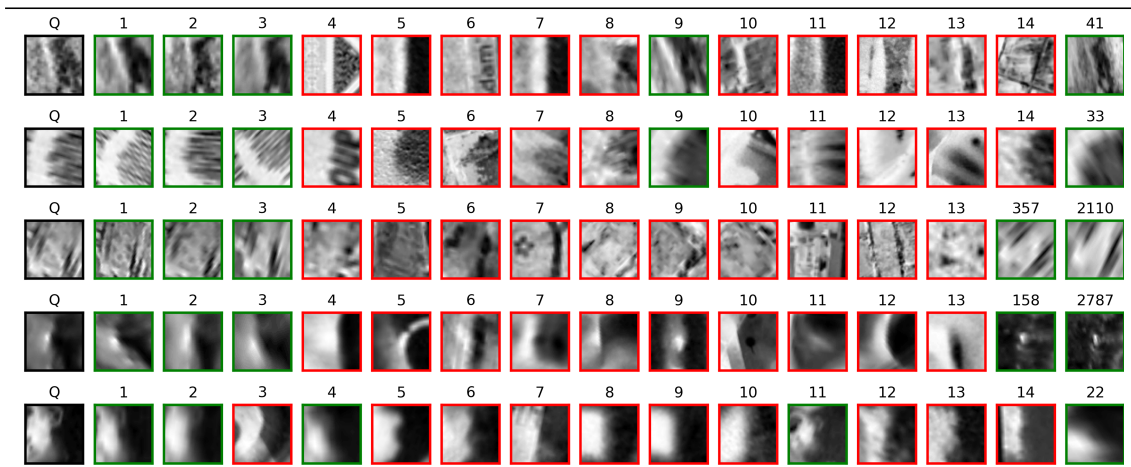 Q 1 2 3 4 5 6 7 8 9 10 11 12 13 14 41
dam
Q 1 2 3 4 5 6 7 8 9 10 11 12 13 14 33
Q 1 2 3 4 5 6 7 8 9 10 11 12 13 357 2110
Q 1 2 3 4 5 6 7 8 9 10 11 12 13 158 2787
Q 1 2 3 4 5 6 7 8 9 10 11 12 13 14 22